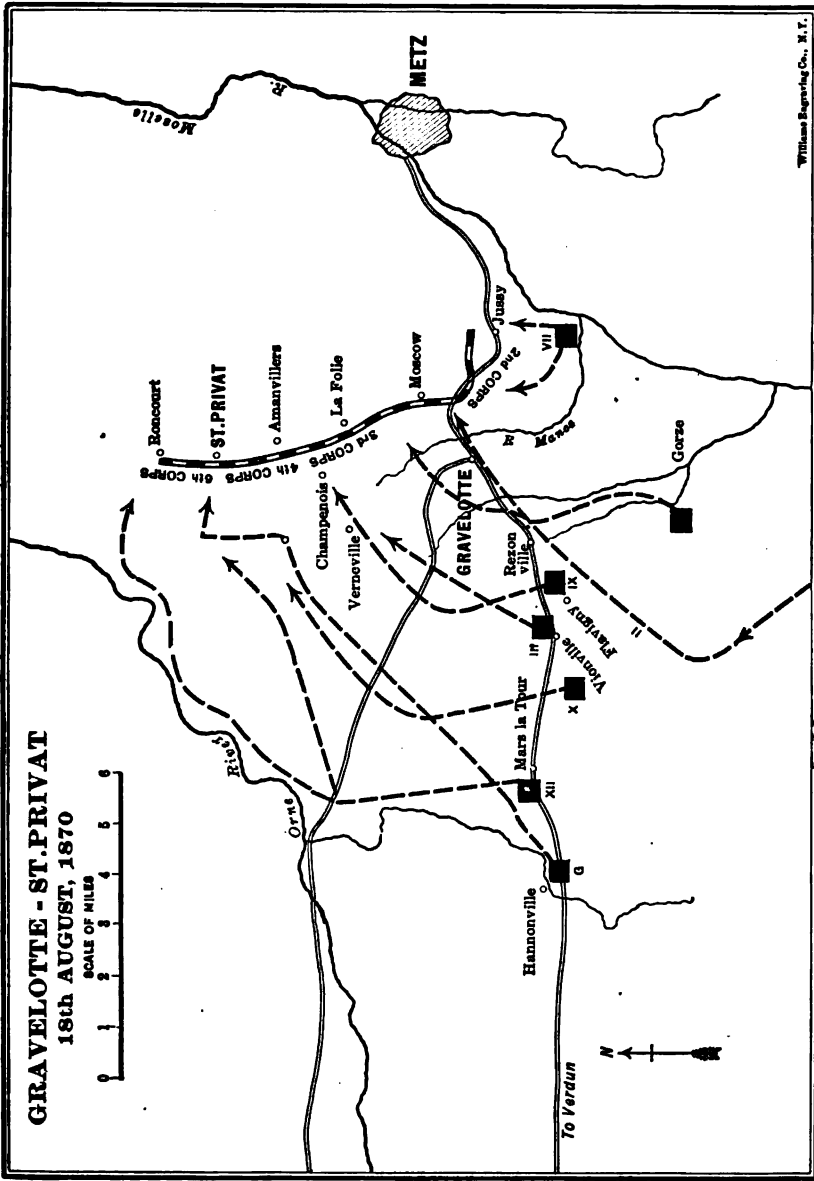 GRAVELOTTE - ST. PRIVAT
18th AUGUST, 1870
SCALE OF MILES
0 1 2 3 4 5 6
Moselle
R.
METZ
Roncourt
ST. PRIVAT
Amanvillers
La Folie
Moscow
Jussy
6th CORPS
4th CORPS
3rd CORPS
2nd CORPS
Champenois
Verneville
GRAVELOTTE
Rezon
ville
R. Mance
Gorze
VII
IX
Flavigny
III
Vionville
II
X
Mars la Tour
XII
G
Hannonville
Orne
River
N
To Verdun
Williams Engraving Co., N.Y.